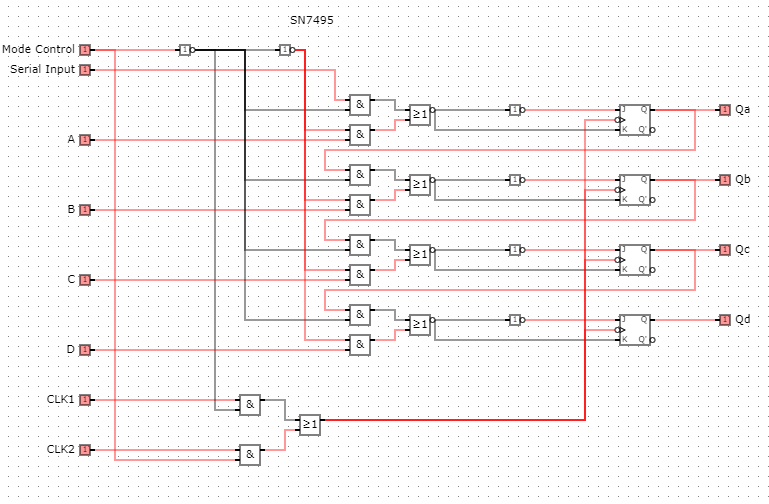 SN7495
Mode Control 1 1 1
Serial Input 1
&
≥1 1 J Q Qa 1
&
A 1 K Q'
&
≥1 1 J Q Qb 1
&
B 1 K Q'
&
≥1 1 J Q Qc 1
&
C 1 K Q'
&
≥1 1 J Q Qd 1
&
D 1 K Q'
CLK1 1 &
≥1
CLK2 1 &